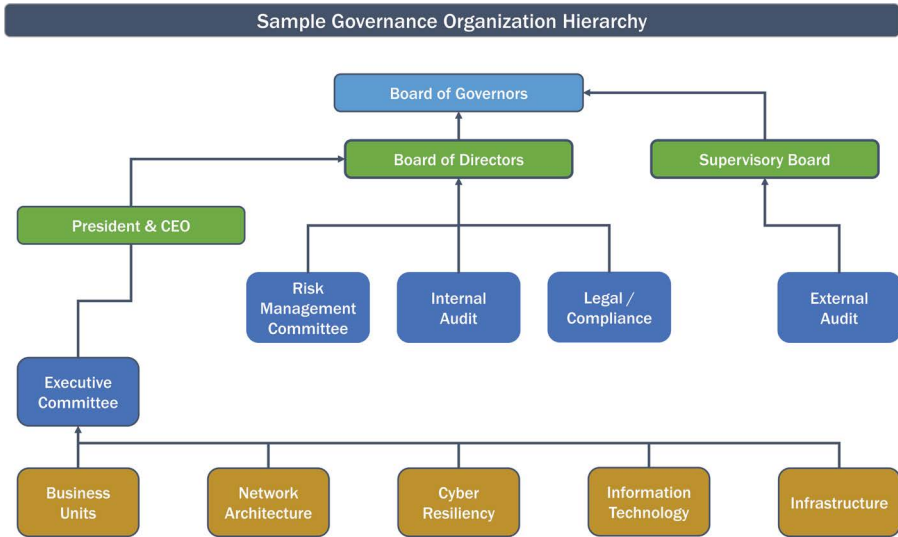 Sample Governance Organization Hierarchy
Board of Governors
Board of Directors
Supervisory Board
President & CEO
Risk
Management
Committee
Internal
Audit
Legal /
Compliance
External
Audit
Executive
Committee
Business
Units
Network
Architecture
Cyber
Resiliency
Information
Technology
Infrastructure